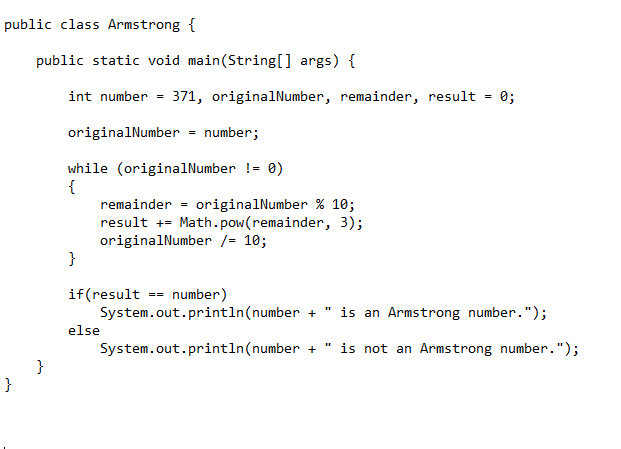 public class Armstrong {
public static void main(String[] args) {
int number = 371, originalNumber, remainder, result = 0;
originalNumber = number;
while (originalNumber != 0)
{
remainder = originalNumber % 10;
result += Math.pow(remainder, 3);
originalNumber /= 10;
}
if(result == number)
System.out.println(number + " is an Armstrong number.");
else
System.out.println(number + " is not an Armstrong number.");
}
}
.